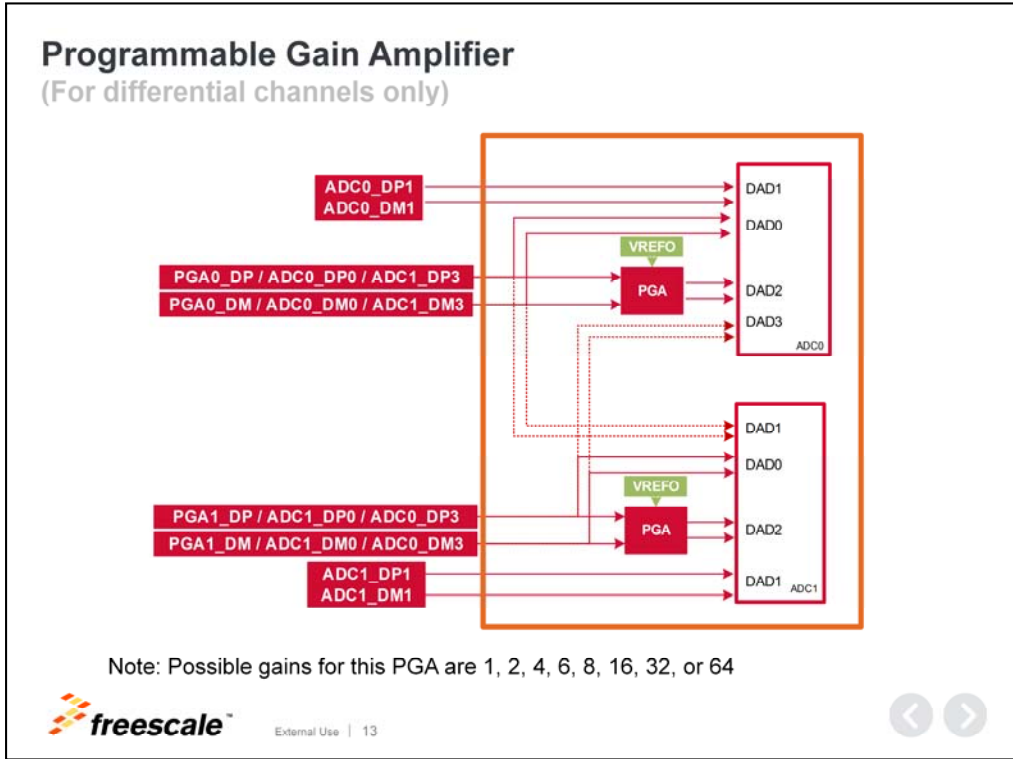 Programmable Gain Amplifier
(For differential channels only)
ADC0_DP1
ADC0_DM1
DAD1
DAD0
VREFO
PGA0_DP / ADC0_DP0 / ADC1_DP3
PGA0_DM / ADC0_DM0 / ADC1_DM3
PGA
DAD2
DAD3
ADC0
DAD1
DAD0
VREFO
PGA1_DP / ADC1_DP0 / ADC0_DP3
PGA1_DM / ADC1_DM0 / ADC0_DM3
PGA
DAD2
ADC1_DP1
ADC1_DM1
DAD1
ADC1
Note: Possible gains for this PGA are 1, 2, 4, 6, 8, 16, 32, or 64
freescale™
External Use | 13